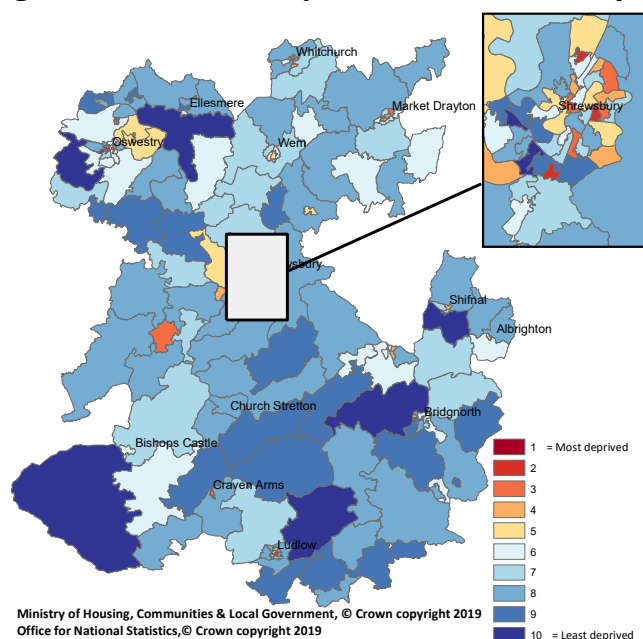 Whitchurch
Ellesmere
Market Drayton
Shrewsbury
Oswestry
Wem
wsbury
Shifnal
Albrighton
Church Stretton
Bridgnorth
Bishops Castle
Craven Arms
Ludlow
1 = Most deprived
2
3
4
5
6
7
8
9
10 = Least deprived
Ministry of Housing, Communities & Local Government, © Crown copyright 2019
Office for National Statistics,© Crown copyright 2019